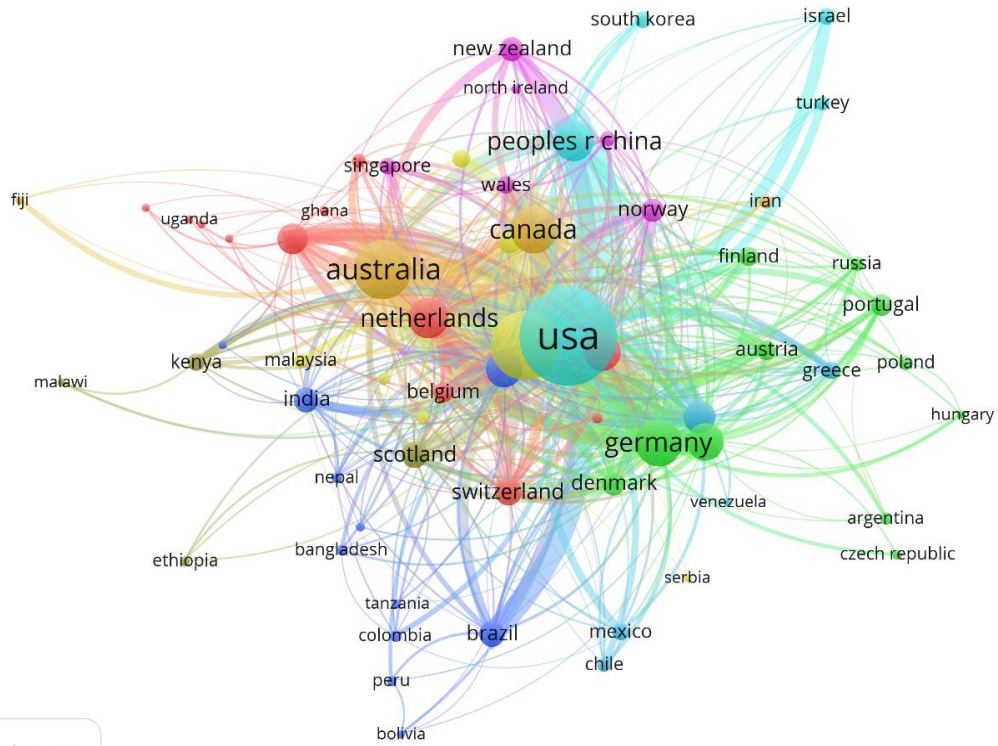 israel
south korea
new zealand
north ireland
turkey
peoples r china
singapore
wales
fiji
iran
norway
ghana
uganda
canada
finland
russia
australia
portugal
netherlands
usa
austria
malaysia
kenya
poland
greece
malawi
belgium
india
hungary
germany
scotland
nepal
denmark
switzerland
venezuela
argentina
bangladesh
czech republic
ethiopia
serbia
tanzania
mexico
brazil
colombia
chile
peru
bolivia